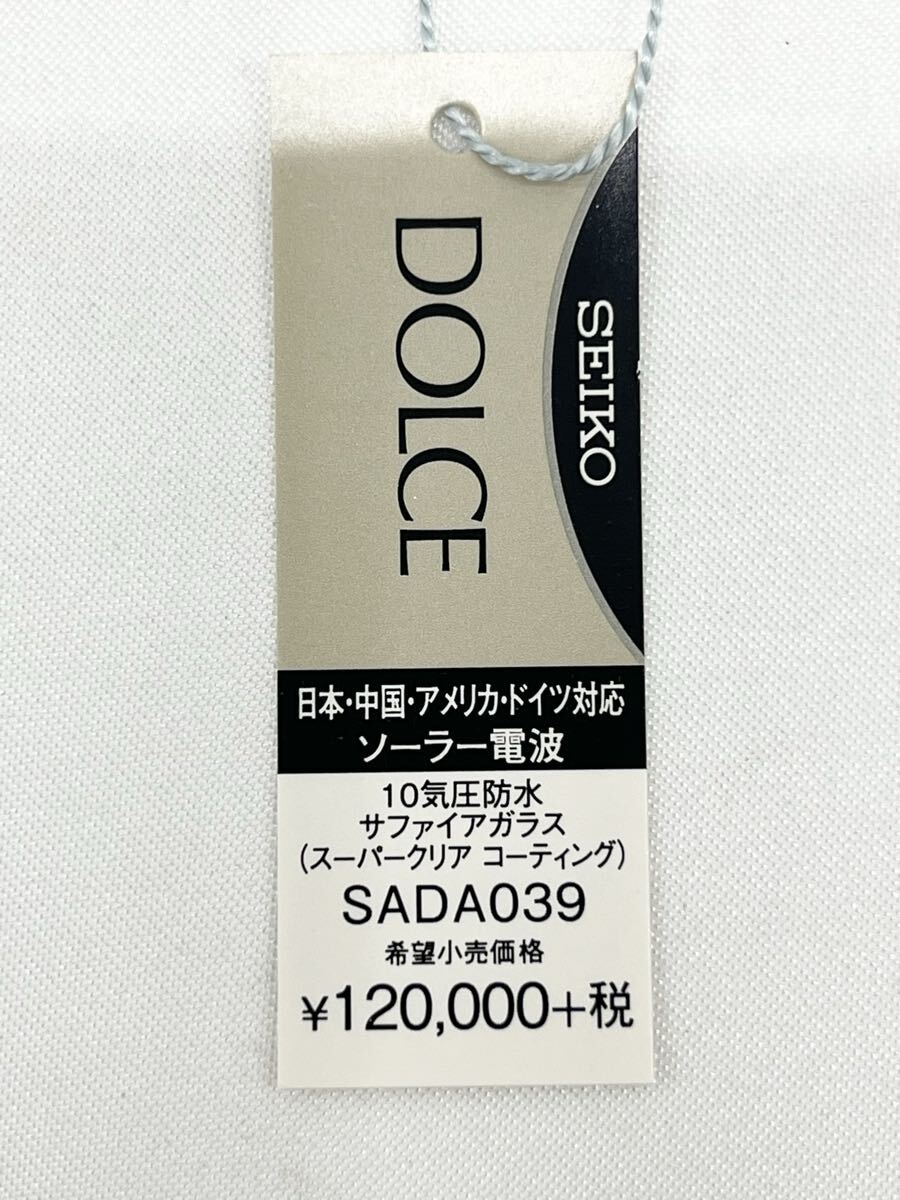 SEIKO
DOLCE
日本・中国・アメリカ・ドイツ対応
ソーラー電波
10気圧防水
サファイアガラス
(スーパークリア コーティング)
SADA039
希望小売価格
¥120,000+税